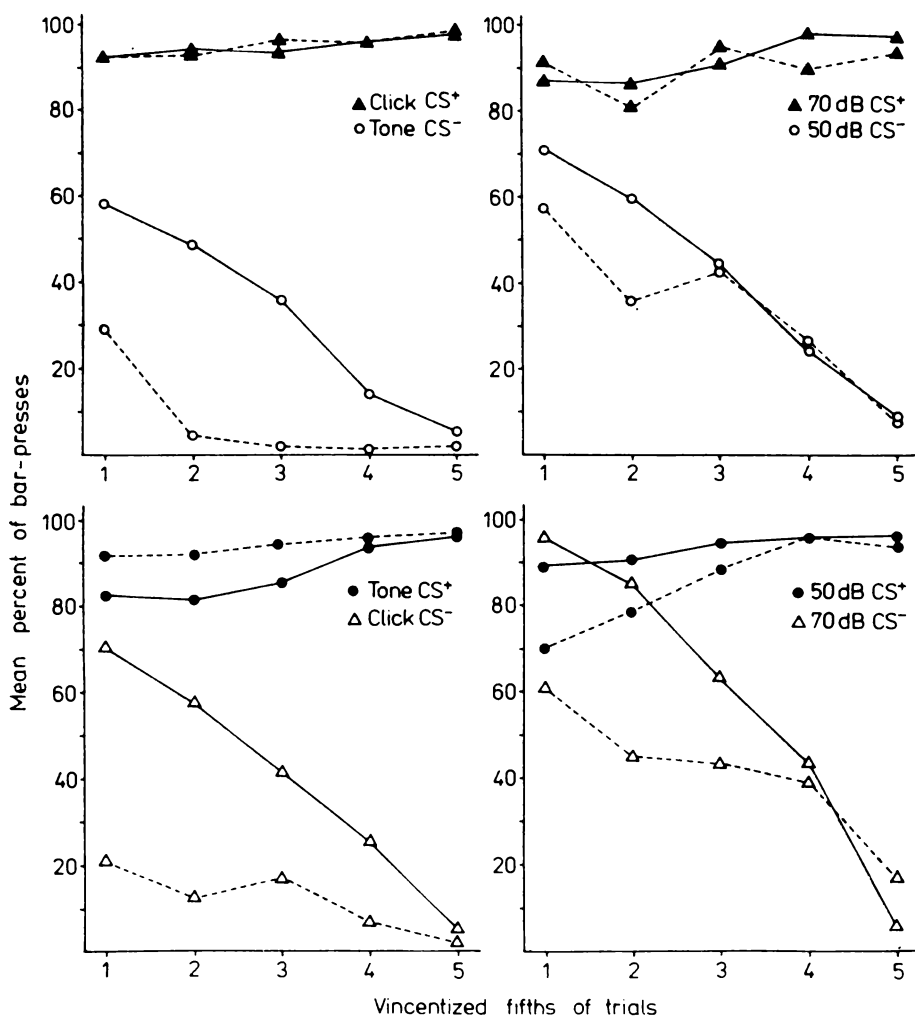 Mean percent of bar-presses
100
80
60
40
20
▲ Click CS⁺
○ Tone CS⁻
1 2 3 4 5
100
80
60
40
20
▲ 70 dB CS⁺
○ 50 dB CS⁻
1 2 3 4 5
100
80
60
40
20
● Tone CS⁺
△ Click CS⁻
1 2 3 4 5
100
80
60
40
20
● 50 dB CS⁺
△ 70 dB CS⁻
1 2 3 4 5
Vincentized fifths of trials